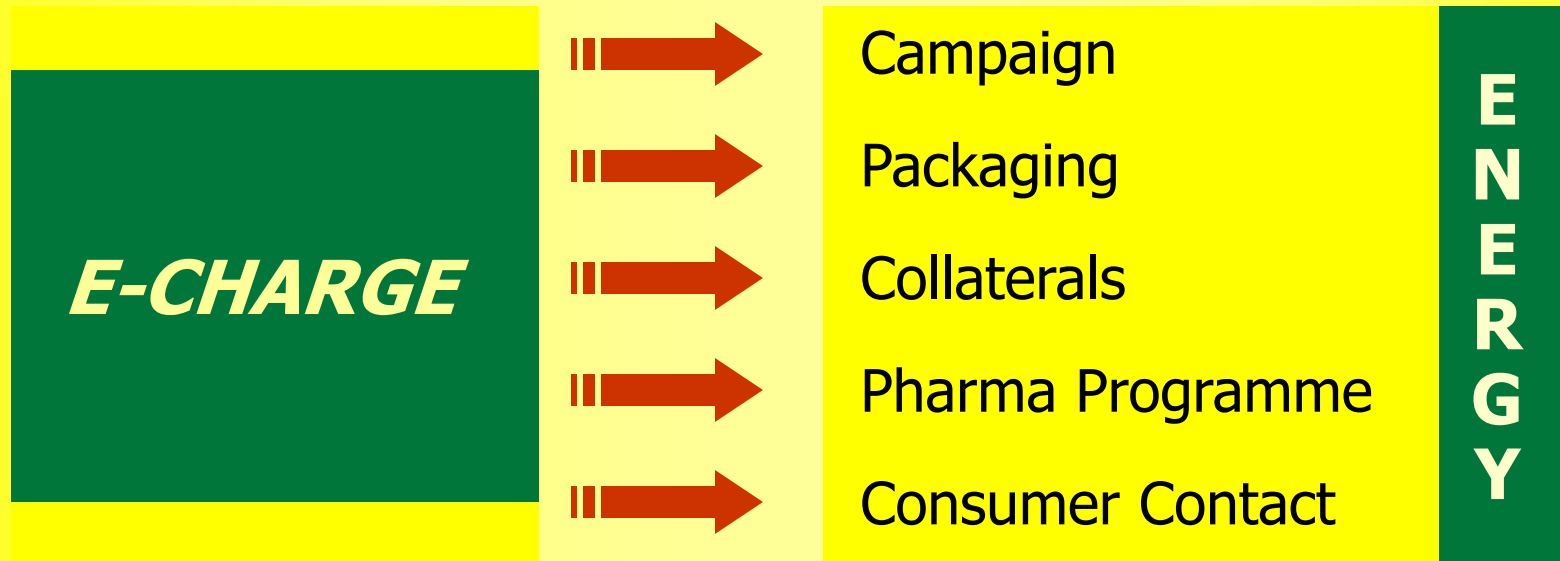 E-CHARGE
Campaign
Packaging
Collaterals
Pharma Programme
Consumer Contact
E
N
E
R
G
Y